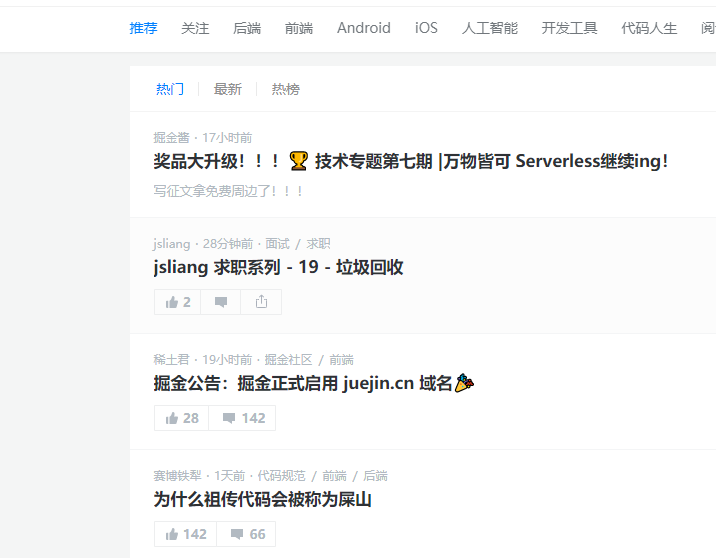 推荐 关注 后端 前端 Android iOS 人工智能 开发工具 代码人生 阅
热门 最新 热榜
掘金酱 · 17小时前
奖品大升级！！！🏆 技术专题第七期 |万物皆可 Serverless继续ing！
写征文拿免费周边了！！！
jsliang · 28分钟前 · 面试 / 求职
jsliang 求职系列 - 19 - 垃圾回收
2
稀土君 · 19小时前 · 掘金社区 / 前端
掘金公告：掘金正式启用 juejin.cn 域名🎉
28 142
赛博铁犁 · 1天前 · 代码规范 / 前端 / 后端
为什么祖传代码会被称为屎山
142 66